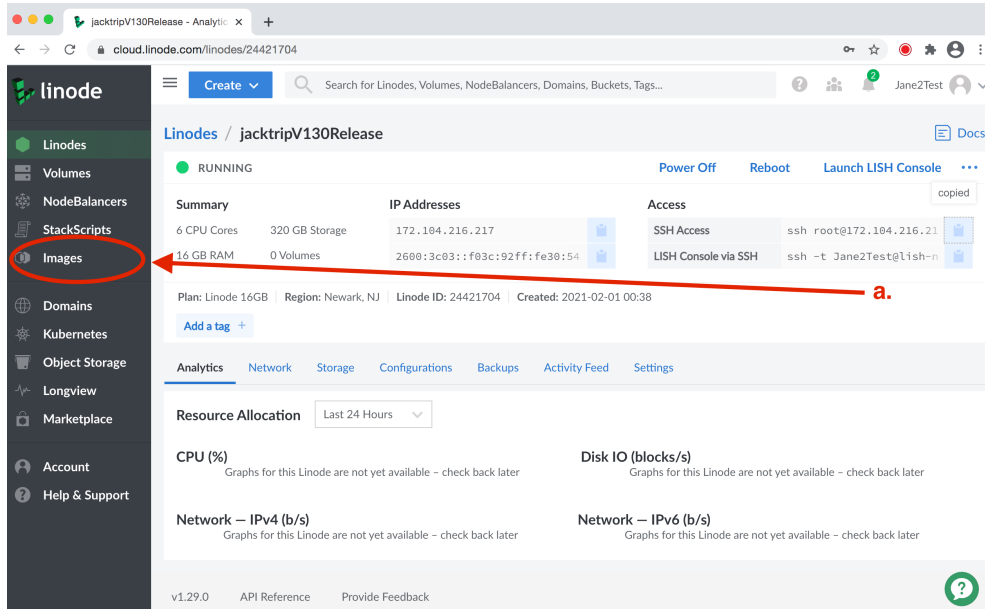 jacktripV130Release - Analytic
cloud.linode.com/linodes/24421704
linode
Create
Search for Linodes, Volumes, NodeBalancers, Domains, Buckets, Tags...
2
Jane2Test
Linodes
Volumes
NodeBalancers
StackScripts
Images
Domains
Kubernetes
Object Storage
Longview
Marketplace
Account
Help & Support
Linodes / jacktripV130Release
Docs
RUNNING
Power Off Reboot Launch LISH Console ...
copied
Summary IP Addresses Access
6 CPU Cores 320 GB Storage 172.104.216.217 SSH Access ssh root@172.104.216.21
16 GB RAM 0 Volumes 2600:3c03::f03c:92ff:fe30:54 LISH Console via SSH ssh -t Jane2Test@lish-n
a.
Plan: Linode 16GB Region: Newark, NJ Linode ID: 24421704 Created: 2021-02-01 00:38
Add a tag +
Analytics Network Storage Configurations Backups Activity Feed Settings
Resource Allocation Last 24 Hours
CPU (%) Disk IO (blocks/s)
Graphs for this Linode are not yet available – check back later Graphs for this Linode are not yet available – check back later
Network — IPv4 (b/s) Network — IPv6 (b/s)
Graphs for this Linode are not yet available – check back later Graphs for this Linode are not yet available – check back later
v1.29.0 API Reference Provide Feedback